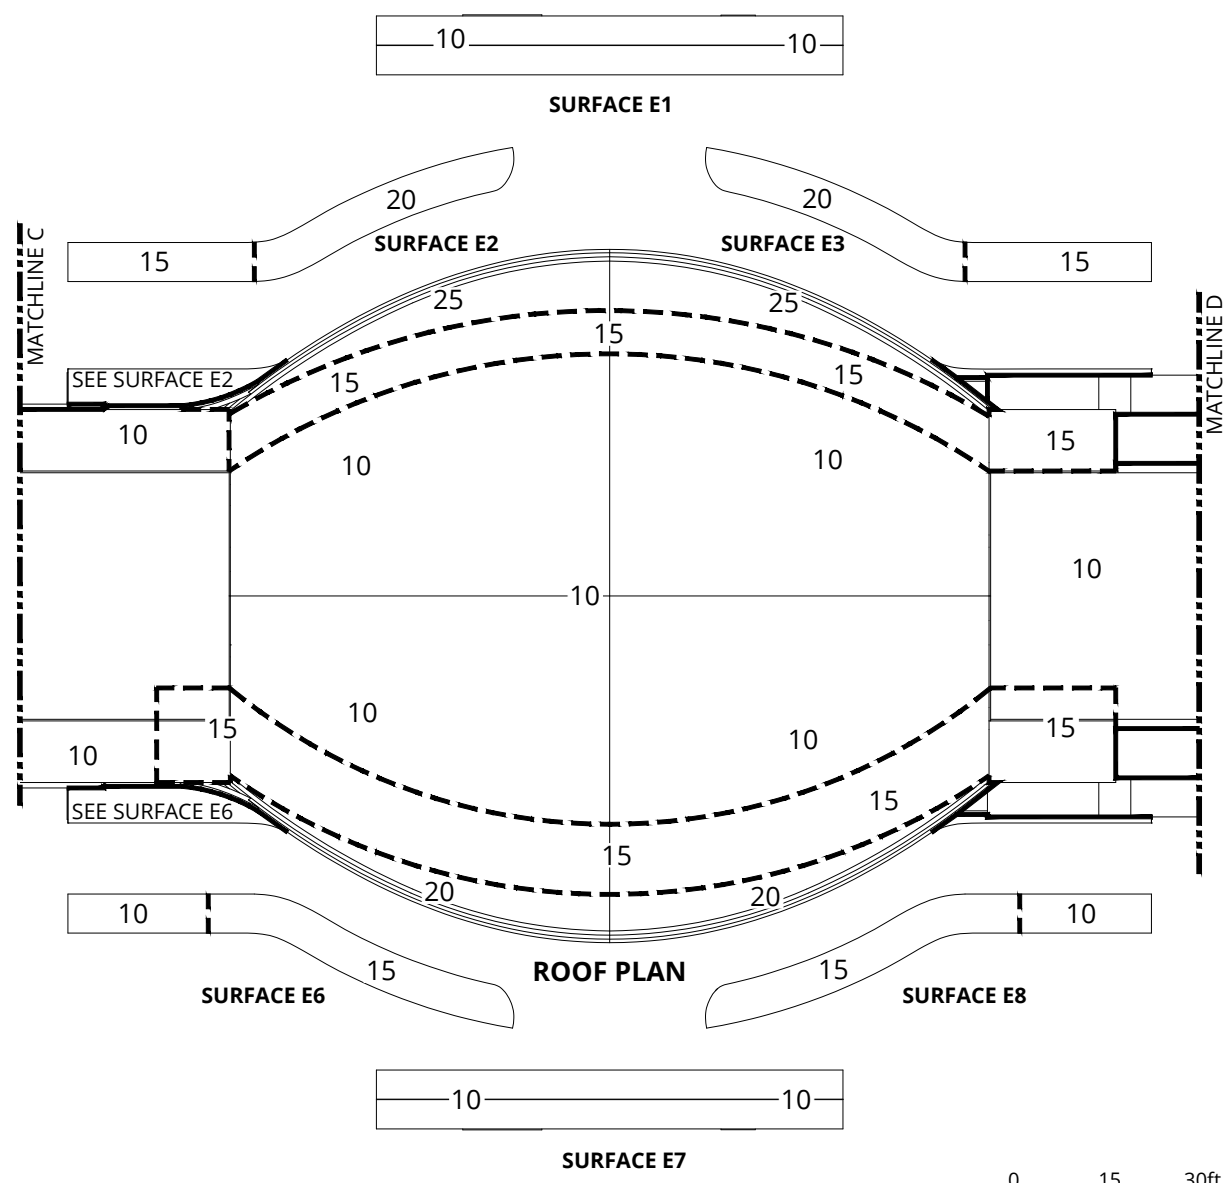 10 10
SURFACE E1
20 20
SURFACE E2 SURFACE E3
MATCHLINE C
15 15
25 25
MATCHLINE D
15
15 15
SEE SURFACE E2
10 15
10 10
10
10
10 10
15 15
10
15
SEE SURFACE E6
15
20 20
10 10
15 ROOF PLAN 15
SURFACE E6 SURFACE E8
10 10
SURFACE E7
0 15 30ft